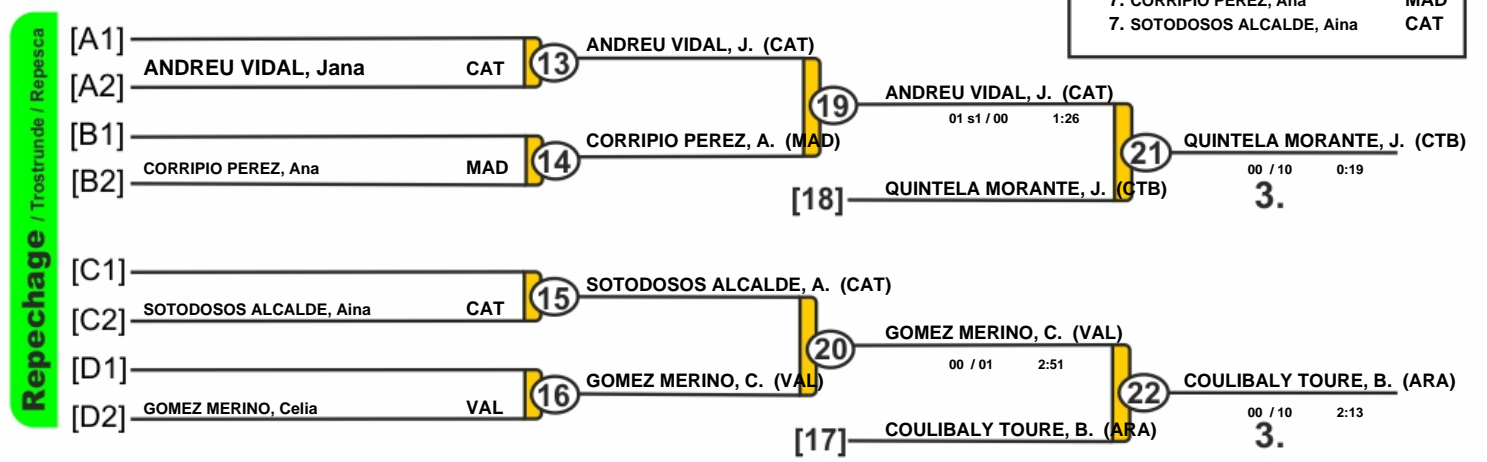 7. CORRIPIO PEREZ, Ana MAD
7. SOTODOSOS ALCALDE, Aina CAT
Repechage / Trostrunde / Repesca
[A1]
ANDREU VIDAL, Jana CAT
[A2]
13
ANDREU VIDAL, J. (CAT)
[B1]
CORRIPIO PEREZ, Ana MAD
[B2]
14
CORRIPIO PEREZ, A. (MAD)
19
ANDREU VIDAL, J. (CAT)
01 s1 / 00 1:26
[18]
QUINTELA MORANTE, J. (CTB)
21
QUINTELA MORANTE, J. (CTB)
00 / 10 0:19
3.
[C1]
SOTODOSOS ALCALDE, Aina CAT
[C2]
15
SOTODOSOS ALCALDE, A. (CAT)
[D1]
GOMEZ MERINO, Celia VAL
[D2]
16
GOMEZ MERINO, C. (VAL)
20
GOMEZ MERINO, C. (VAL)
00 / 01 2:51
[17]
COULIBALY TOURE, B. (ARA)
22
COULIBALY TOURE, B. (ARA)
00 / 10 2:13
3.